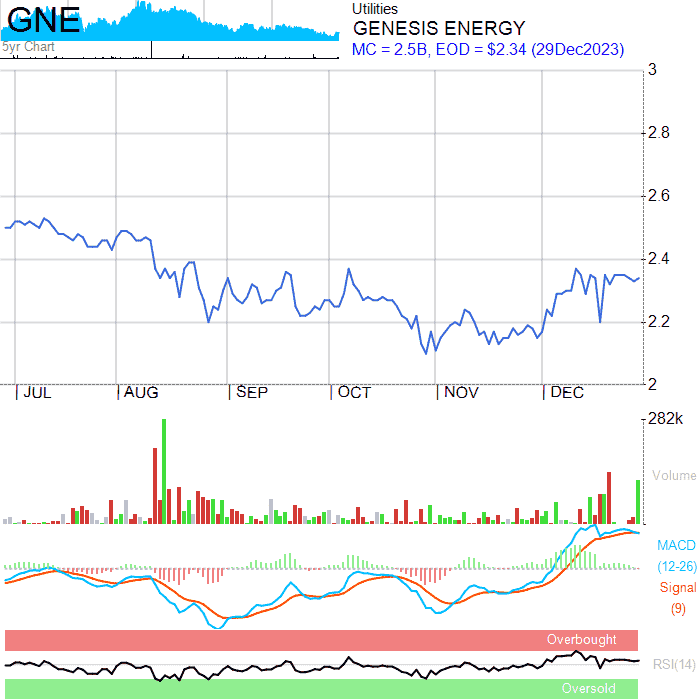 GNE
5yr Chart
Utilities
GENESIS ENERGY
MC = 2.5B, EOD = $2.34 (29Dec2023)
3
2.8
2.6
2.4
2.2
2
JUL AUG SEP OCT NOV DEC
282k
Volume
MACD
(12-26)
Signal
(9)
Overbought
RSI(14)
Oversold